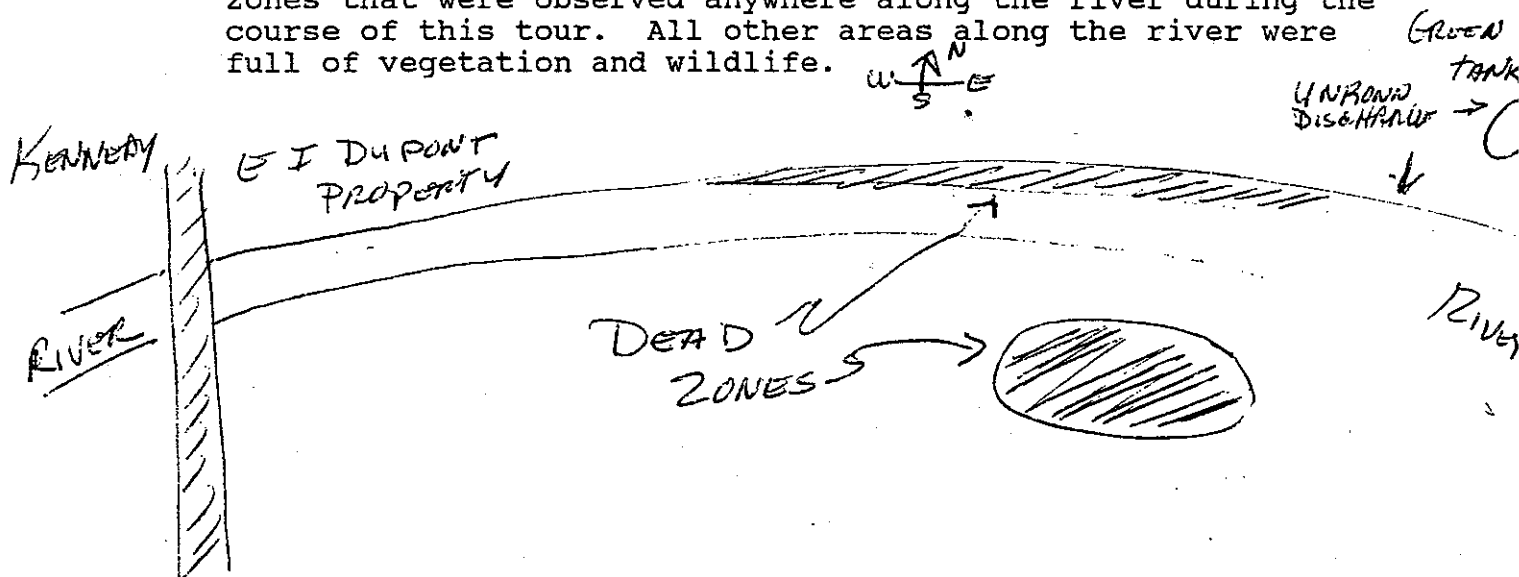 zones that were observed anywhere along the river during the
course of this tour. All other areas along the river were
full of vegetation and wildlife.
N
W E
S
GREEN
TANK
DISCHARGE
KENNEDY
E I DUPONT
PROPERTY
RIVER
DEAD
ZONES
RIVER